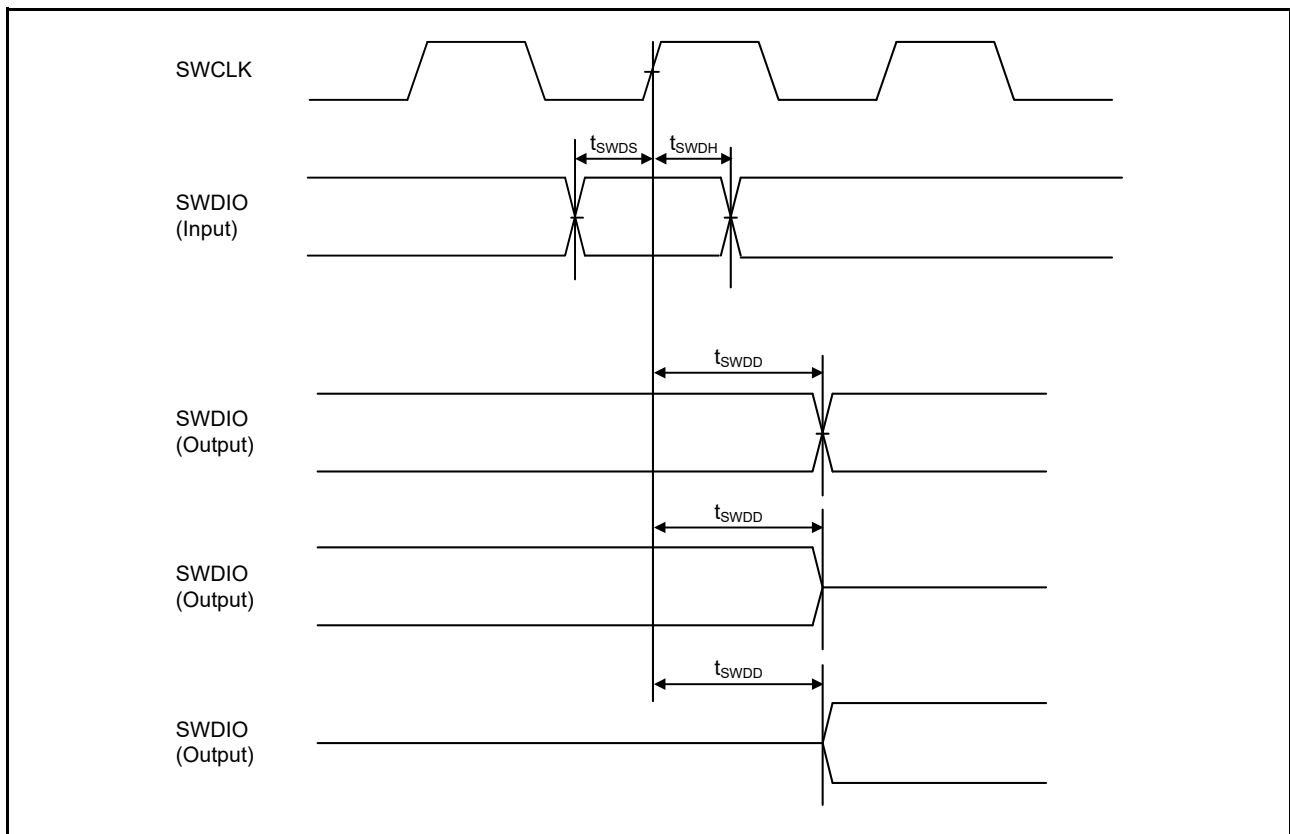 SWCLK
tSWDS
tSWDH
SWDIO
(Input)
tSWDD
SWDIO
(Output)
tSWDD
SWDIO
(Output)
tSWDD
SWDIO
(Output)